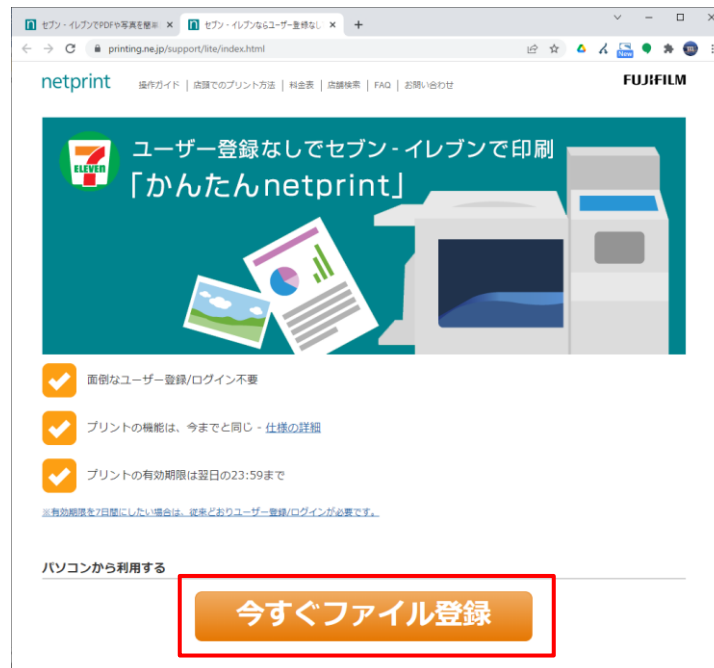 セブン - イレブンでPDFや写真を簡単
セブン - イレブンならユーザー登録なし
printing.ne.jp/support/lite/index.html
New
netprint
操作ガイド | 店頭でのプリント方法 | 料金表 | 店舗検索 | FAQ | お問い合わせ
FUJIFILM
7
ELEVEN
ユーザー登録なしでセブン - イレブンで印刷
「かんたんnetprint」
面倒なユーザー登録/ログイン不要
プリントの機能は、今までと同じ - 仕様の詳細
プリントの有効期限は翌日の23:59まで
※有効期限を7日間にしたい場合は、従来どおりユーザー登録/ログインが必要です。
パソコンから利用する
今すぐファイル登録